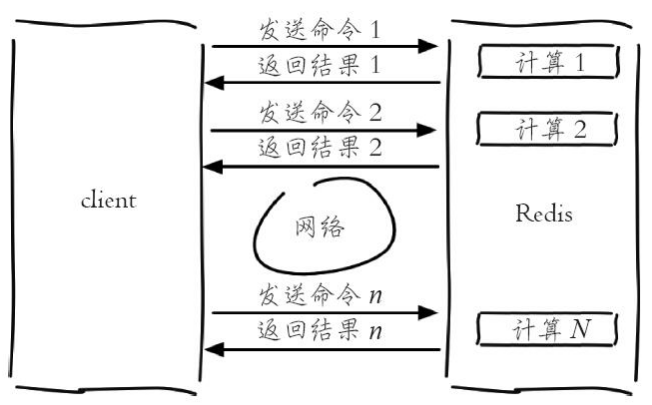 发送命令 1
返回结果 1
计算 1
发送命令 2
返回结果 2
计算 2
client
网络
Redis
发送命令 n
返回结果 n
计算 N